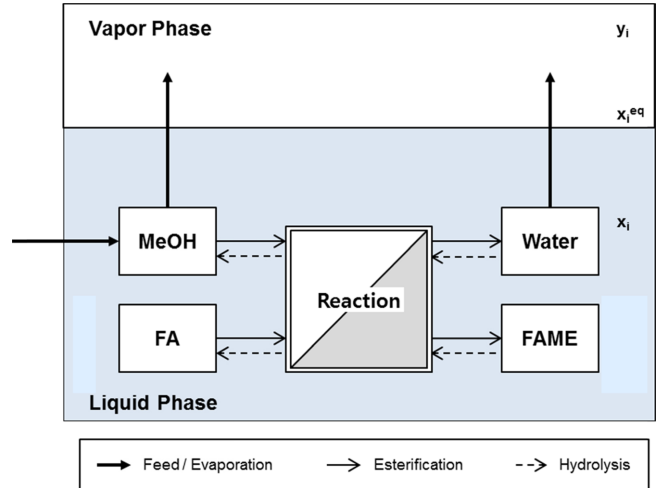 Vapor Phase
yᵢ
xᵢᵉq
MeOH
Water
xᵢ
Reaction
FA
FAME
Liquid Phase
Feed / Evaporation
Esterification
Hydrolysis